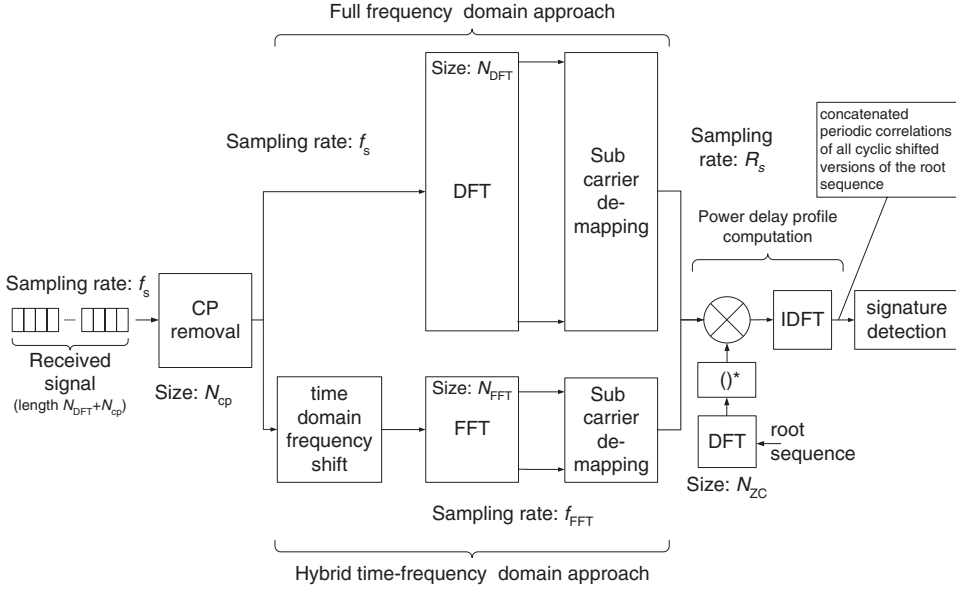 Full frequency domain approach
Size: N_DFT
DFT
Sub
carrier
de-
mapping
Sampling rate: f_s
Sampling
rate: R_s
concatenated
periodic correlations
of all cyclic shifted
versions of the root
sequence
Power delay profile
computation
Sampling rate: f_s
Received
signal
(length N_DFT+N_cp)
CP
removal
Size: N_cp
time
domain
frequency
shift
Size: N_FFT
FFT
Sub
carrier
de-
mapping
Sampling rate: f_FFT
IDFT
signature
detection
()*
DFT
root
sequence
Size: N_ZC
Hybrid time-frequency domain approach